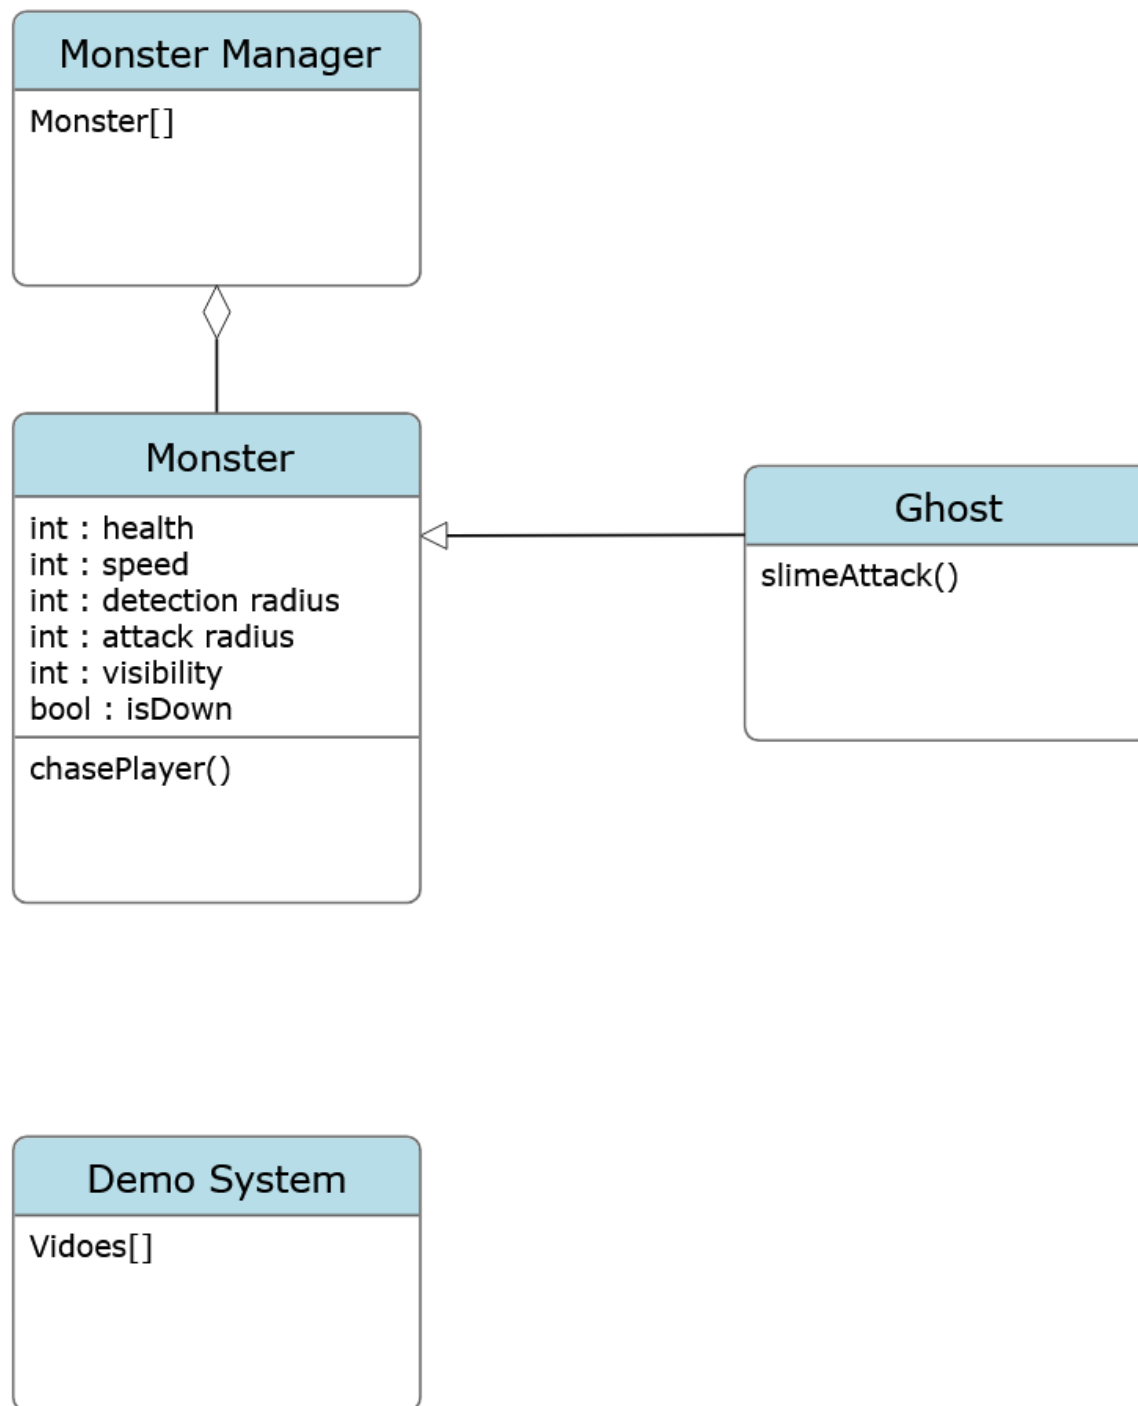 Monster Manager
Monster[]
Monster
int : health
int : speed
int : detection radius
int : attack radius
int : visibility
bool : isDown
chasePlayer()
Ghost
slimeAttack()
Demo System
Vidoes[]